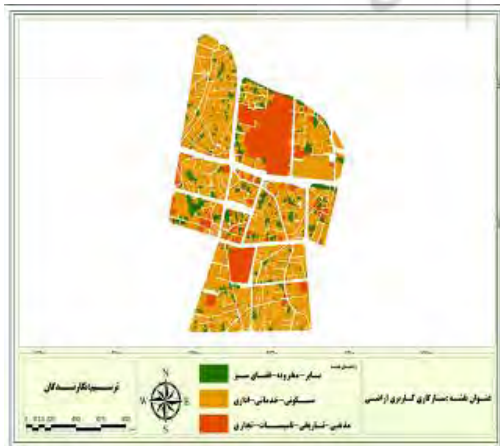 بایر-مخروبه-فضای سبز
مسکونی-خدماتی-اداری
مذهبی-تاریخی-تاسیسات-تجاری
عنوان نقشه :سازگاری کاربری اراضی
ترسیم:نگارندگان
N
W
E
S